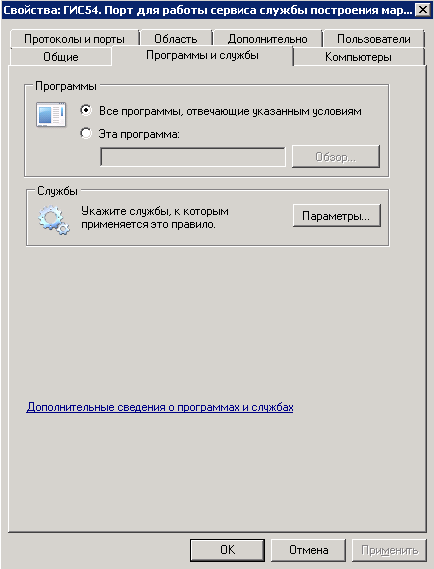 Свойства: ГИС54. Порт для работы сервиса службы построения мар...
Протоколы и порты Область Дополнительно Пользователи
Общие Программы и службы Компьютеры
Программы
Все программы, отвечающие указанным условиям
Эта программа:
Обзор...
Службы
Укажите службы, к которым
применяется это правило.
Параметры...
Дополнительные сведения о программах и службах
OK Отмена Применить